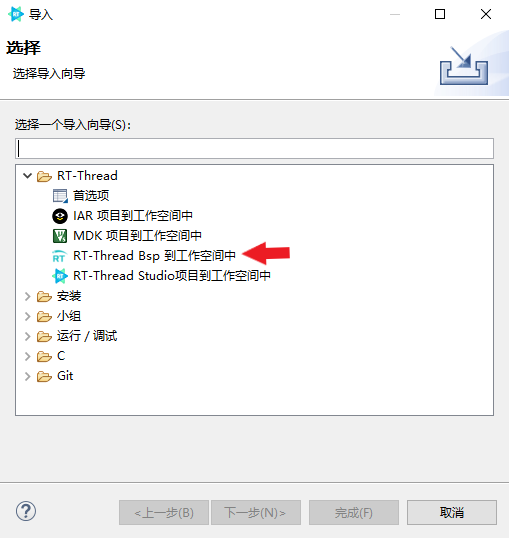 导入
选择
选择导入向导
选择一个导入向导(S):
RT-Thread
首选项
IAR 项目到工作空间中
MDK 项目到工作空间中
RT-Thread Bsp 到工作空间中
RT-Thread Studio项目到工作空间中
安装
小组
运行 / 调试
C
Git
<上一步(B)
下一步(N)>
完成(F)
取消